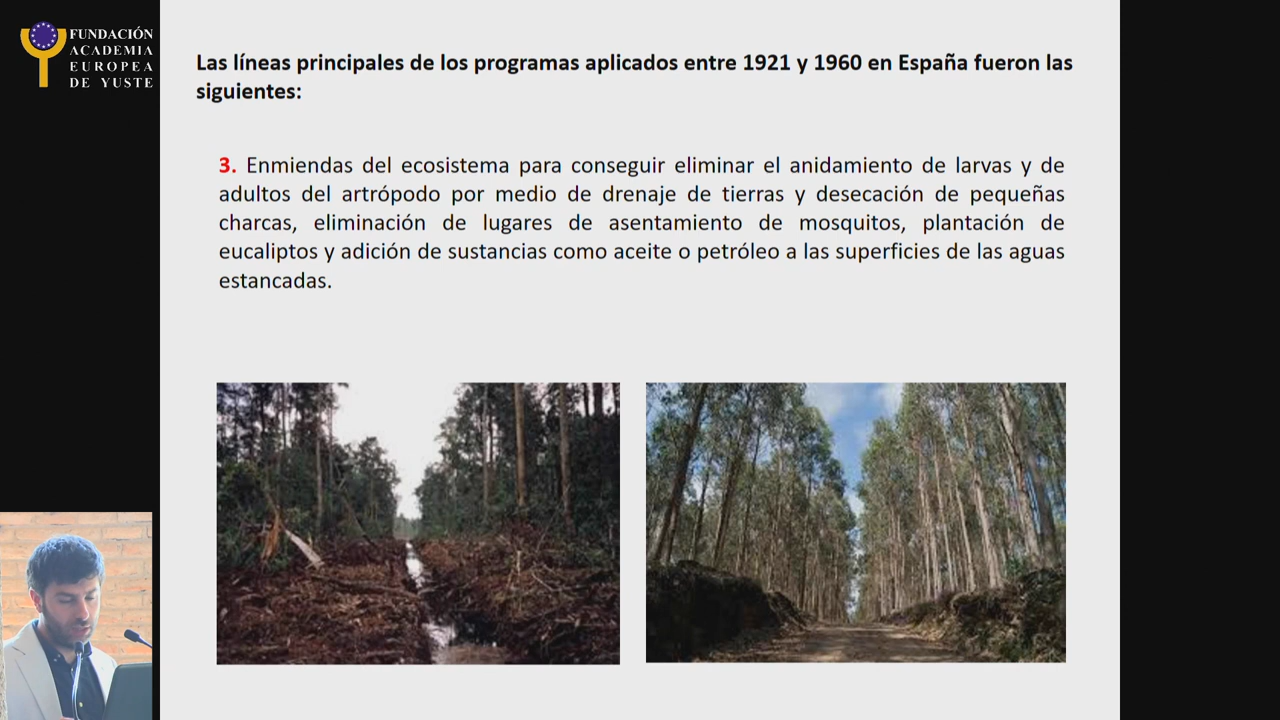 FUNDACIÓN
ACADEMIA
EUROPEA
DE YUSTE
Las líneas principales de los programas aplicados entre 1921 y 1960 en España fueron las
siguientes:
3. Enmiendas del ecosistema para conseguir eliminar el anidamiento de larvas y de
adultos del artrópodo por medio de drenaje de tierras y desecación de pequeñas
charcas, eliminación de lugares de asentamiento de mosquitos, plantación de
eucaliptos y adición de sustancias como aceite o petróleo a las superficies de las aguas
estancadas.